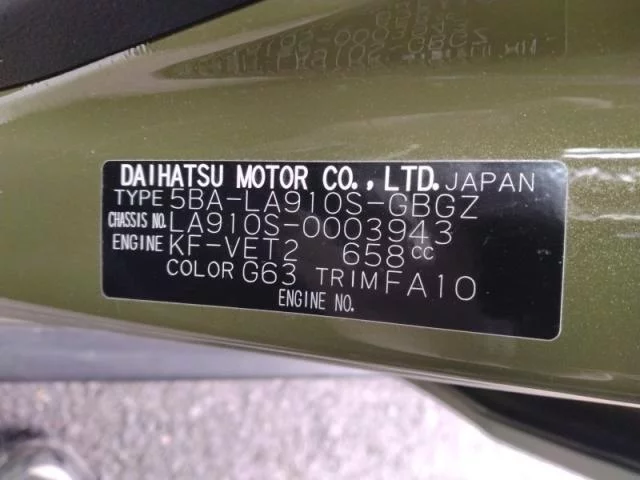 DAIHATSU MOTOR CO., LTD. JAPAN
TYPE 5BA-LA910S-GBGZ
CHASSIS NO. LA910S-0003943
ENGINE KF-VET2 658cc
COLOR G63 TRIM FA10
ENGINE NO.